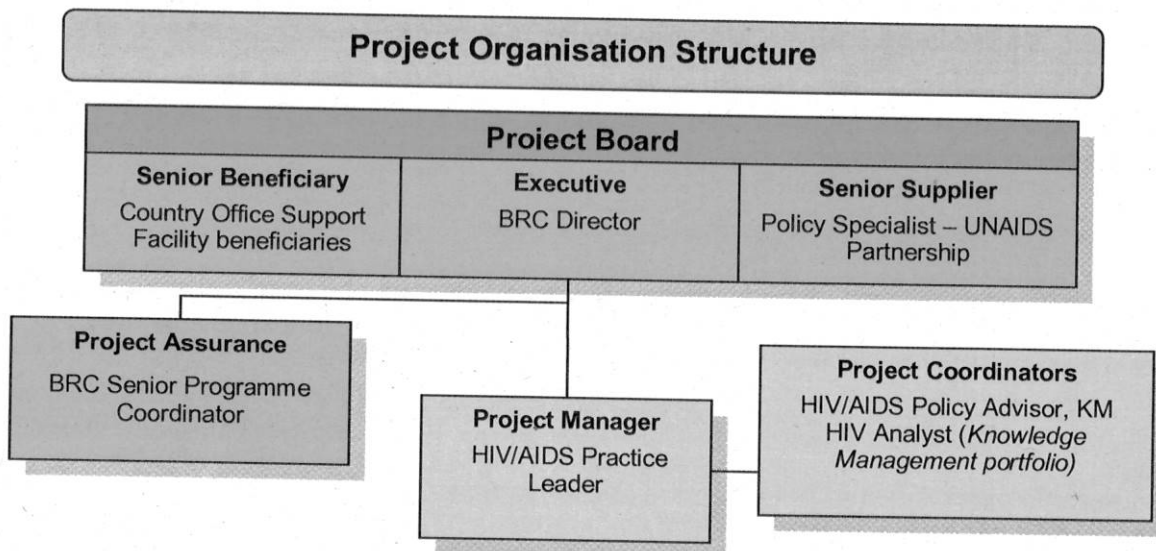 Project Organisation Structure
Project Board
Senior Beneficiary
Country Office Support
Facility beneficiaries
Executive
BRC Director
Senior Supplier
Policy Specialist – UNAIDS
Partnership
Project Assurance
BRC Senior Programme
Coordinator
Project Manager
HIV/AIDS Practice
Leader
Project Coordinators
HIV/AIDS Policy Advisor, KM
HIV Analyst (Knowledge
Management portfolio)